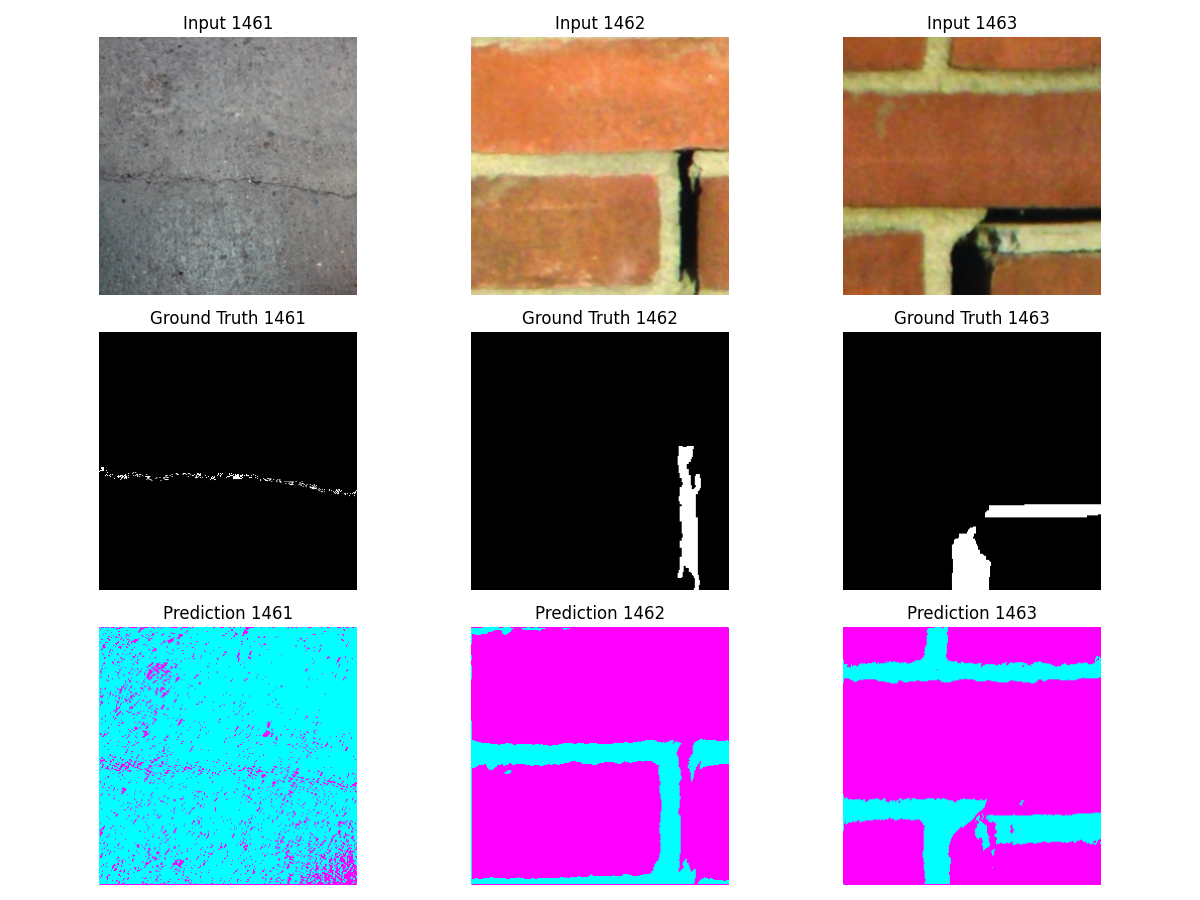 Input 1461
Input 1462
Input 1463
Ground Truth 1461
Ground Truth 1462
Ground Truth 1463
Prediction 1461
Prediction 1462
Prediction 1463